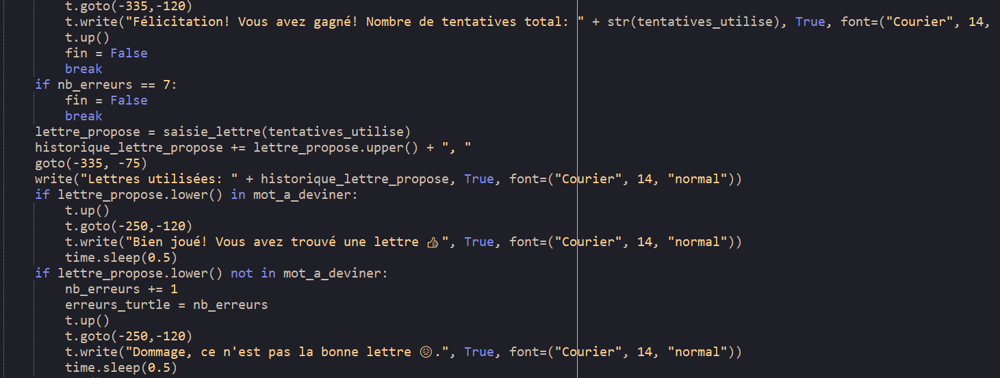 t.goto(-335,-120)
t.write("Félicitation! Vous avez gagné! Nombre de tentatives total: " + str(tentatives_utilise), True, font=("Courier", 14,
t.up()
fin = False
break
if nb_erreurs == 7:
fin = False
break
lettre_propose = saisie_lettre(tentatives_utilise)
historique_lettre_propose += lettre_propose.upper() + ", "
goto(-335, -75)
write("Lettres utilisées: " + historique_lettre_propose, True, font=("Courier", 14, "normal"))
if lettre_propose.lower() in mot_a_deviner:
t.up()
t.goto(-250,-120)
t.write("Bien joué! Vous avez trouvé une lettre 👍", True, font=("Courier", 14, "normal"))
time.sleep(0.5)
if lettre_propose.lower() not in mot_a_deviner:
nb_erreurs += 1
erreurs_turtle = nb_erreurs
t.up()
t.goto(-250,-120)
t.write("Dommage, ce n'est pas la bonne lettre 😔.", True, font=("Courier", 14, "normal"))
time.sleep(0.5)